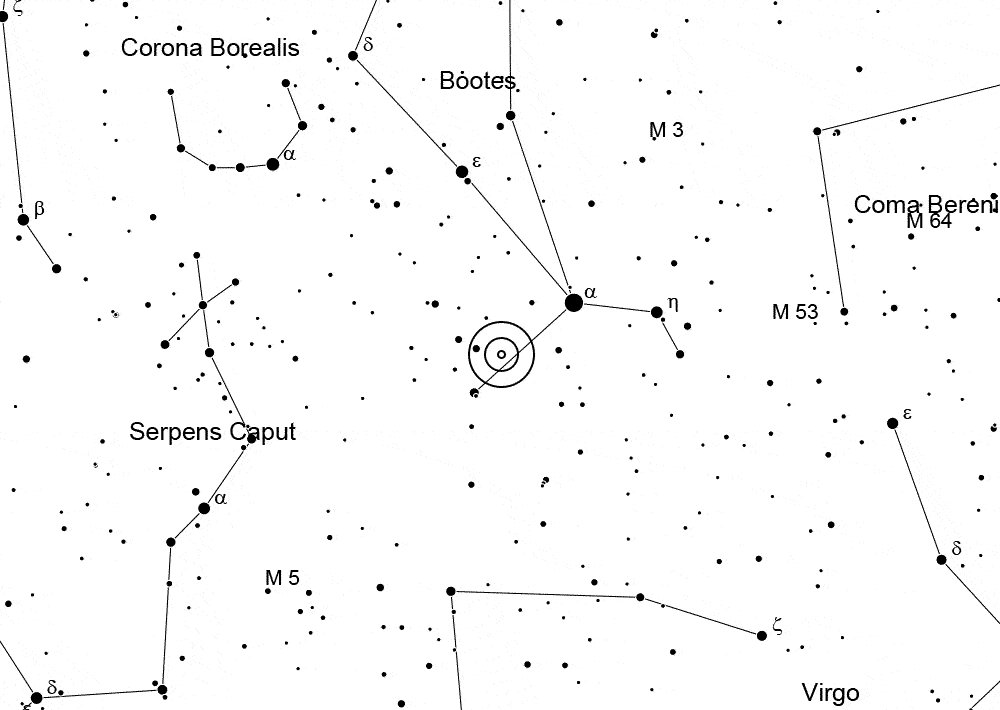 ζ
δ
Corona Borealis
Bootes
M 3
α
ε
Coma Bereni
β
M 64
α
η
M 53
ε
Serpens Caput
α
δ
M 5
ζ
δ
ε
Virgo